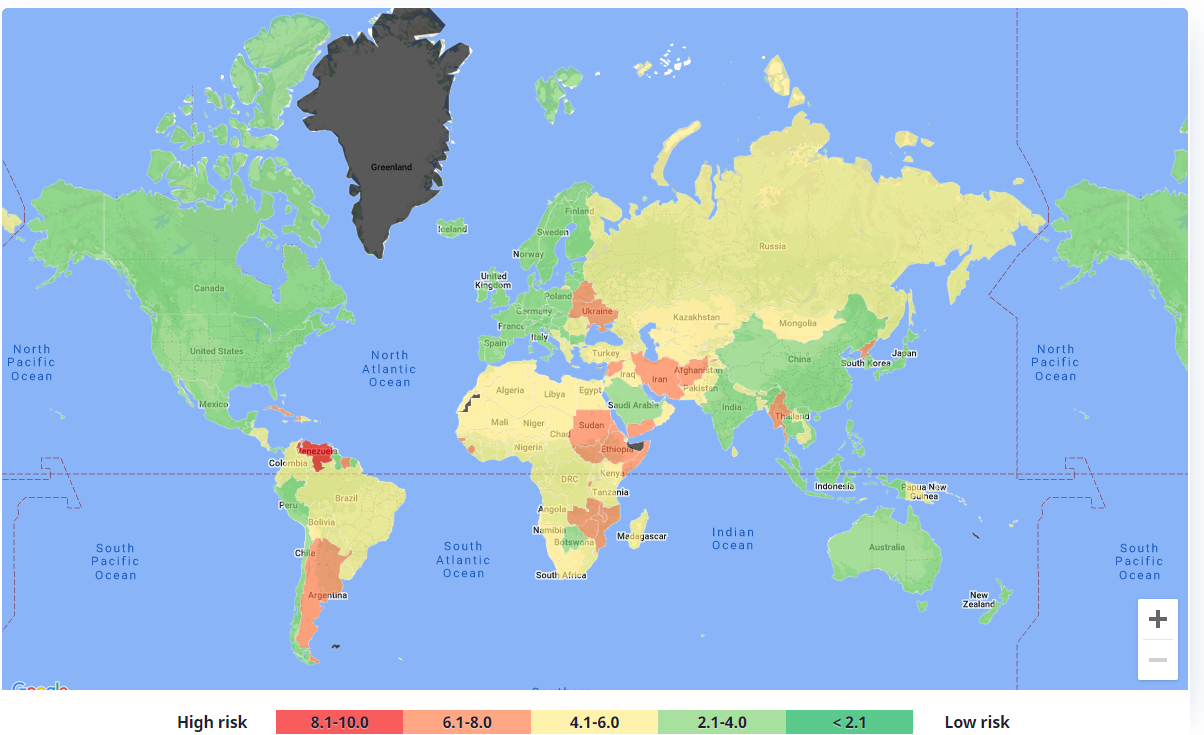 Greenland
Iceland
Finland
Sweden
Norway
Russia
Canada
United
Kingdom
Poland
Germany
Ukraine
France
Italy
Spain
Kazakhstan
Mongolia
United States
North
Pacific
Ocean
North
Atlantic
Ocean
Turkey
China
South Korea
Japan
North
Pacific
Ocean
Mexico
Algeria
Libya
Egypt
Iraq
Iran
Afghanistan
Pakistan
Saudi Arabia
India
Thailand
Mali
Niger
Chad
Sudan
Nigeria
Ethiopia
Venezuela
Colombia
DRC
Kenya
Tanzania
Indonesia
Papua New
Guinea
Peru
Brazil
Bolivia
Angola
Namibia
Botswana
Madagascar
South
Pacific
Ocean
Chile
South
Atlantic
Ocean
Indian
Ocean
Australia
South
Pacific
Ocean
South Africa
Argentina
New
Zealand
+
−
Google
High risk 8.1-10.0 6.1-8.0 4.1-6.0 2.1-4.0 < 2.1 Low risk